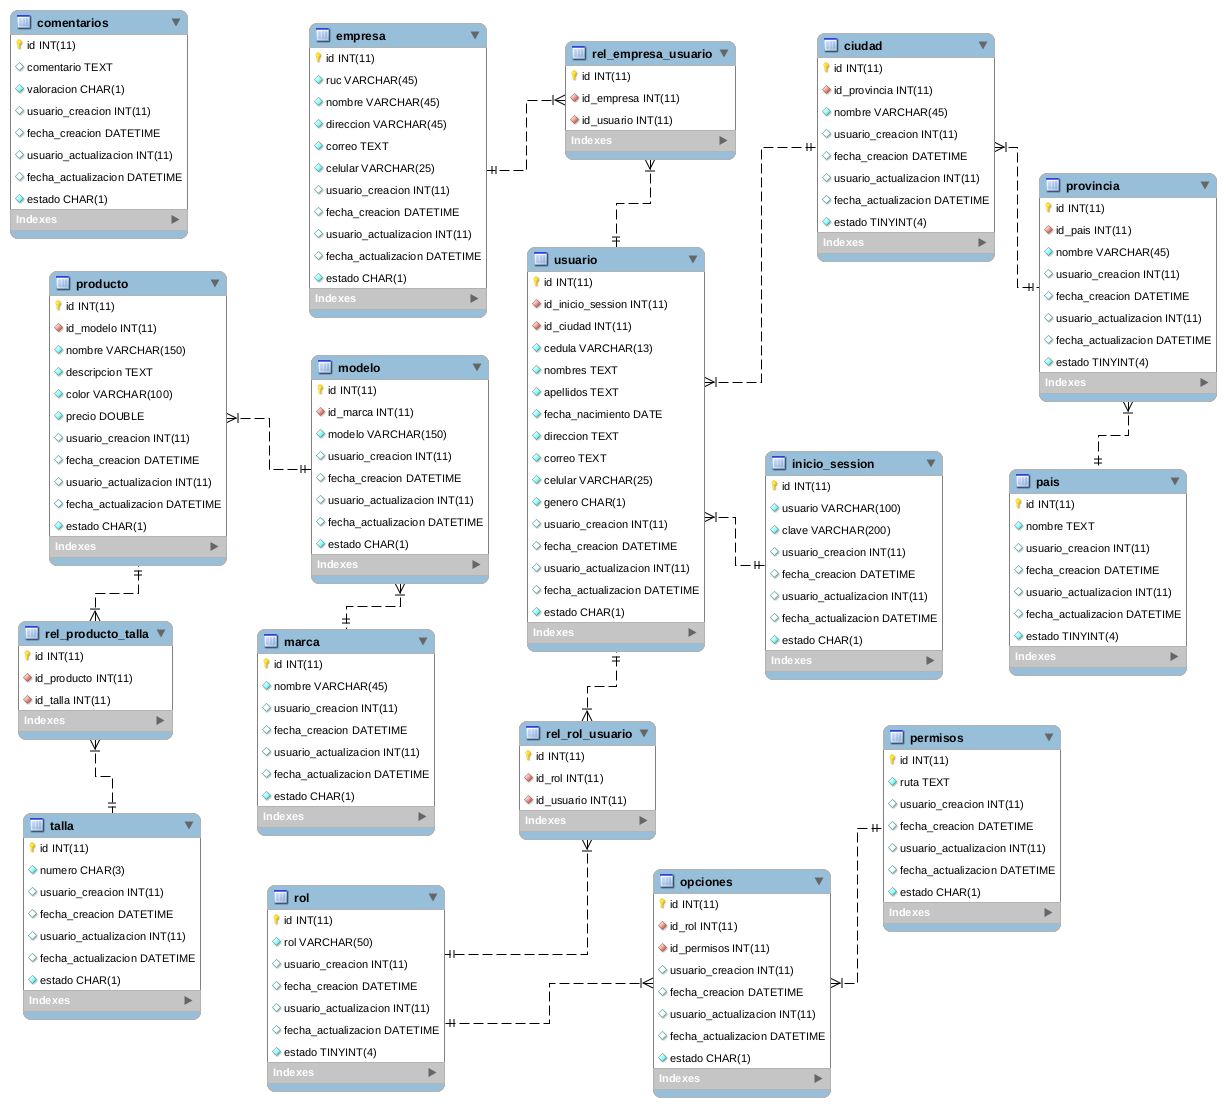 comentarios
id INT(11)
comentario TEXT
valoracion CHAR(1)
usuario_creacion INT(11)
fecha_creacion DATETIME
usuario_actualizacion INT(11)
fecha_actualizacion DATETIME
estado CHAR(1)
Indexes
empresa
id INT(11)
ruc VARCHAR(45)
nombre VARCHAR(45)
direccion VARCHAR(45)
correo TEXT
celular VARCHAR(25)
usuario_creacion INT(11)
fecha_creacion DATETIME
usuario_actualizacion INT(11)
fecha_actualizacion DATETIME
estado CHAR(1)
Indexes
rel_empresa_usuario
id INT(11)
id_empresa INT(11)
id_usuario INT(11)
Indexes
ciudad
id INT(11)
id_provincia INT(11)
nombre VARCHAR(45)
usuario_creacion INT(11)
fecha_creacion DATETIME
usuario_actualizacion INT(11)
fecha_actualizacion DATETIME
estado TINYINT(4)
Indexes
provincia
id INT(11)
id_pais INT(11)
nombre VARCHAR(45)
usuario_creacion INT(11)
fecha_creacion DATETIME
usuario_actualizacion INT(11)
fecha_actualizacion DATETIME
estado TINYINT(4)
Indexes
producto
id INT(11)
id_modelo INT(11)
nombre VARCHAR(150)
descripcion TEXT
color VARCHAR(100)
precio DOUBLE
usuario_creacion INT(11)
fecha_creacion DATETIME
usuario_actualizacion INT(11)
fecha_actualizacion DATETIME
estado CHAR(1)
Indexes
modelo
id INT(11)
id_marca INT(11)
modelo VARCHAR(150)
usuario_creacion INT(11)
fecha_creacion DATETIME
usuario_actualizacion INT(11)
fecha_actualizacion DATETIME
estado CHAR(1)
Indexes
usuario
id INT(11)
id_inicio_session INT(11)
id_ciudad INT(11)
cedula VARCHAR(13)
nombres TEXT
apellidos TEXT
fecha_nacimiento DATE
direccion TEXT
correo TEXT
celular VARCHAR(25)
genero CHAR(1)
usuario_creacion INT(11)
fecha_creacion DATETIME
usuario_actualizacion INT(11)
fecha_actualizacion DATETIME
estado CHAR(1)
Indexes
inicio_session
id INT(11)
usuario VARCHAR(100)
clave VARCHAR(200)
usuario_creacion INT(11)
fecha_creacion DATETIME
usuario_actualizacion INT(11)
fecha_actualizacion DATETIME
estado CHAR(1)
Indexes
pais
id INT(11)
nombre TEXT
usuario_creacion INT(11)
fecha_creacion DATETIME
usuario_actualizacion INT(11)
fecha_actualizacion DATETIME
estado TINYINT(4)
Indexes
rel_producto_talla
id INT(11)
id_producto INT(11)
id_talla INT(11)
Indexes
marca
id INT(11)
nombre VARCHAR(45)
usuario_creacion INT(11)
fecha_creacion DATETIME
usuario_actualizacion INT(11)
fecha_actualizacion DATETIME
estado CHAR(1)
Indexes
rel_rol_usuario
id INT(11)
id_rol INT(11)
id_usuario INT(11)
Indexes
permisos
id INT(11)
ruta TEXT
usuario_creacion INT(11)
fecha_creacion DATETIME
usuario_actualizacion INT(11)
fecha_actualizacion DATETIME
estado CHAR(1)
Indexes
talla
id INT(11)
numero CHAR(3)
usuario_creacion INT(11)
fecha_creacion DATETIME
usuario_actualizacion INT(11)
fecha_actualizacion DATETIME
estado CHAR(1)
Indexes
rol
id INT(11)
rol VARCHAR(50)
usuario_creacion INT(11)
fecha_creacion DATETIME
usuario_actualizacion INT(11)
fecha_actualizacion DATETIME
estado TINYINT(4)
Indexes
opciones
id INT(11)
id_rol INT(11)
id_permisos INT(11)
usuario_creacion INT(11)
fecha_creacion DATETIME
usuario_actualizacion INT(11)
fecha_actualizacion DATETIME
estado CHAR(1)
Indexes